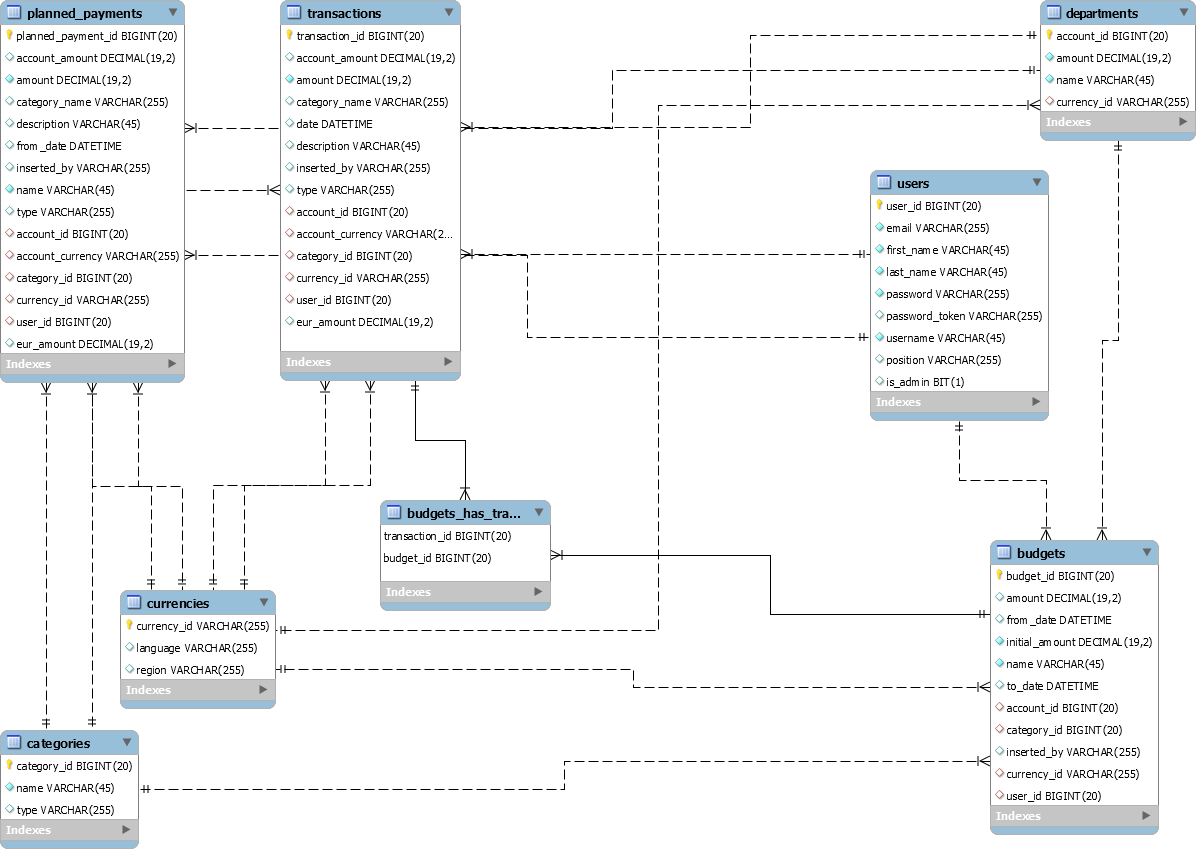 planned_payments
planned_payment_id BIGINT(20)
account_amount DECIMAL(19,2)
amount DECIMAL(19,2)
category_name VARCHAR(255)
description VARCHAR(45)
from_date DATETIME
inserted_by VARCHAR(255)
name VARCHAR(45)
type VARCHAR(255)
account_id BIGINT(20)
account_currency VARCHAR(255)
category_id BIGINT(20)
currency_id VARCHAR(255)
user_id BIGINT(20)
eur_amount DECIMAL(19,2)
Indexes
transactions
transaction_id BIGINT(20)
account_amount DECIMAL(19,2)
amount DECIMAL(19,2)
category_name VARCHAR(255)
date DATETIME
description VARCHAR(45)
inserted_by VARCHAR(255)
type VARCHAR(255)
account_id BIGINT(20)
account_currency VARCHAR(2...
category_id BIGINT(20)
currency_id VARCHAR(255)
user_id BIGINT(20)
eur_amount DECIMAL(19,2)
Indexes
departments
account_id BIGINT(20)
amount DECIMAL(19,2)
name VARCHAR(45)
currency_id VARCHAR(255)
Indexes
users
user_id BIGINT(20)
email VARCHAR(255)
first_name VARCHAR(45)
last_name VARCHAR(45)
password VARCHAR(255)
password_token VARCHAR(255)
username VARCHAR(45)
position VARCHAR(255)
is_admin BIT(1)
Indexes
budgets_has_tra...
transaction_id BIGINT(20)
budget_id BIGINT(20)
Indexes
currencies
currency_id VARCHAR(255)
language VARCHAR(255)
region VARCHAR(255)
Indexes
budgets
budget_id BIGINT(20)
amount DECIMAL(19,2)
from_date DATETIME
initial_amount DECIMAL(19,2)
name VARCHAR(45)
to_date DATETIME
account_id BIGINT(20)
category_id BIGINT(20)
inserted_by VARCHAR(255)
currency_id VARCHAR(255)
user_id BIGINT(20)
Indexes
categories
category_id BIGINT(20)
name VARCHAR(45)
type VARCHAR(255)
Indexes